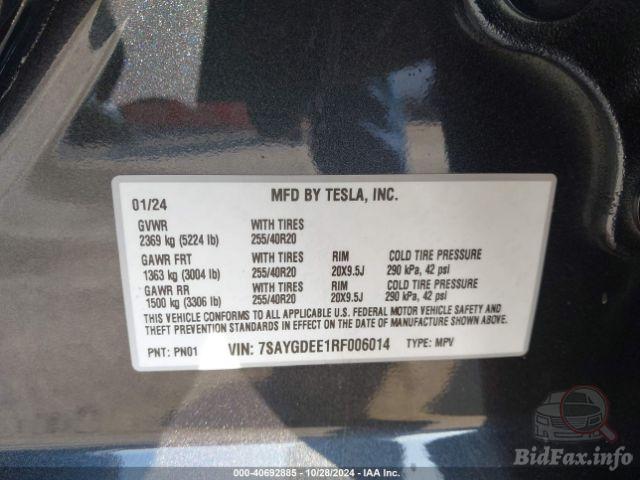 01/24 MFD BY TESLA, INC.
GVWR WITH TIRES
2369 kg (5224 lb) 255/40R20
GAWR FRT WITH TIRES RIM COLD TIRE PRESSURE
1363 kg (3004 lb) 255/40R20 20X9.5J 290 kPa, 42 psi
GAWR RR WITH TIRES RIM COLD TIRE PRESSURE
1500 kg (3306 lb) 255/40R20 20X9.5J 290 kPa, 42 psi
THIS VEHICLE CONFORMS TO ALL APPLICABLE U.S. FEDERAL MOTOR VEHICLE SAFETY AND
THEFT PREVENTION STANDARDS IN EFFECT ON THE DATE OF MANUFACTURE SHOWN ABOVE.
PNT: PN01 VIN: 7SAYGDEE1RF006014 TYPE: MPV
BidFax.info
000-40692885 - 10/28/2024 - IAA Inc.